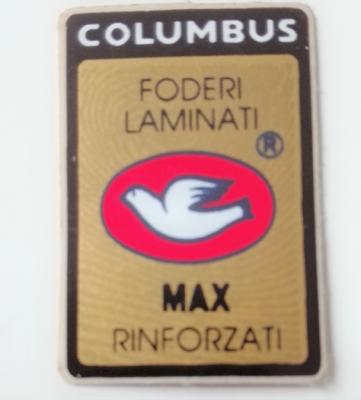 COLUMBUS
FODERI
LAMINATI
®
MAX
RINFORZATI